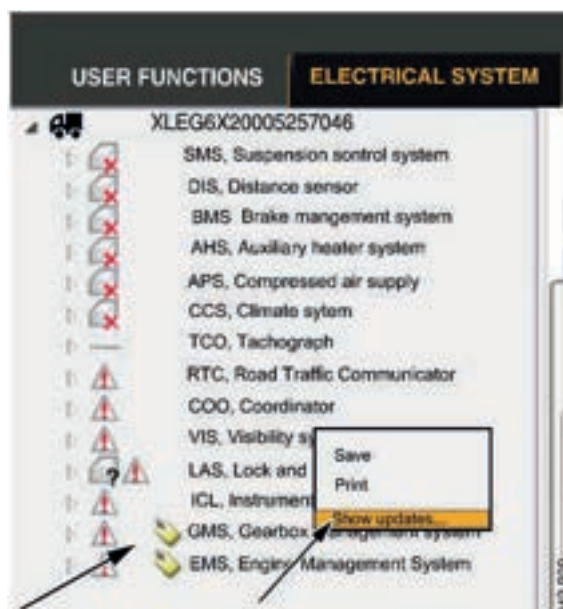 USER FUNCTIONS ELECTRICAL SYSTEM
XLEG6X20005257046
SMS, Suspension sontrol system
DIS, Distance sensor
BMS Brake mangement system
AHS, Auxiliary heater system
APS, Compressed air supply
CCS, Climate sytem
TCO, Tachograph
RTC, Road Traffic Communicator
COO, Coordinator
VIS, Visibility sy
Save
LAS, Lock and
Print
ICL, Instrument
Show updates...
GMS, Gearbox Management system
EMS, Engine Management System